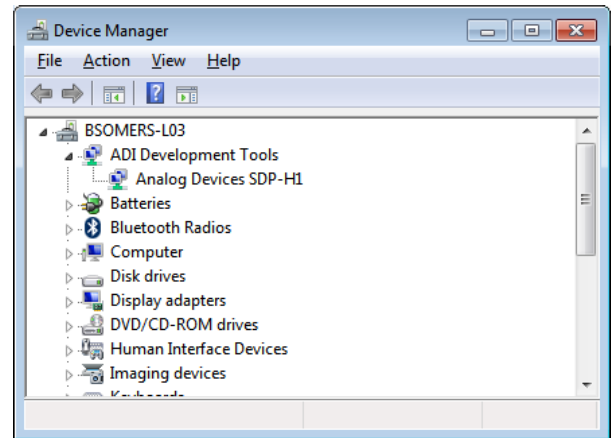 Device Manager
File Action View Help
BSOMERS-L03
ADI Development Tools
Analog Devices SDP-H1
Batteries
Bluetooth Radios
Computer
Disk drives
Display adapters
DVD/CD-ROM drives
Human Interface Devices
Imaging devices
Keyboards